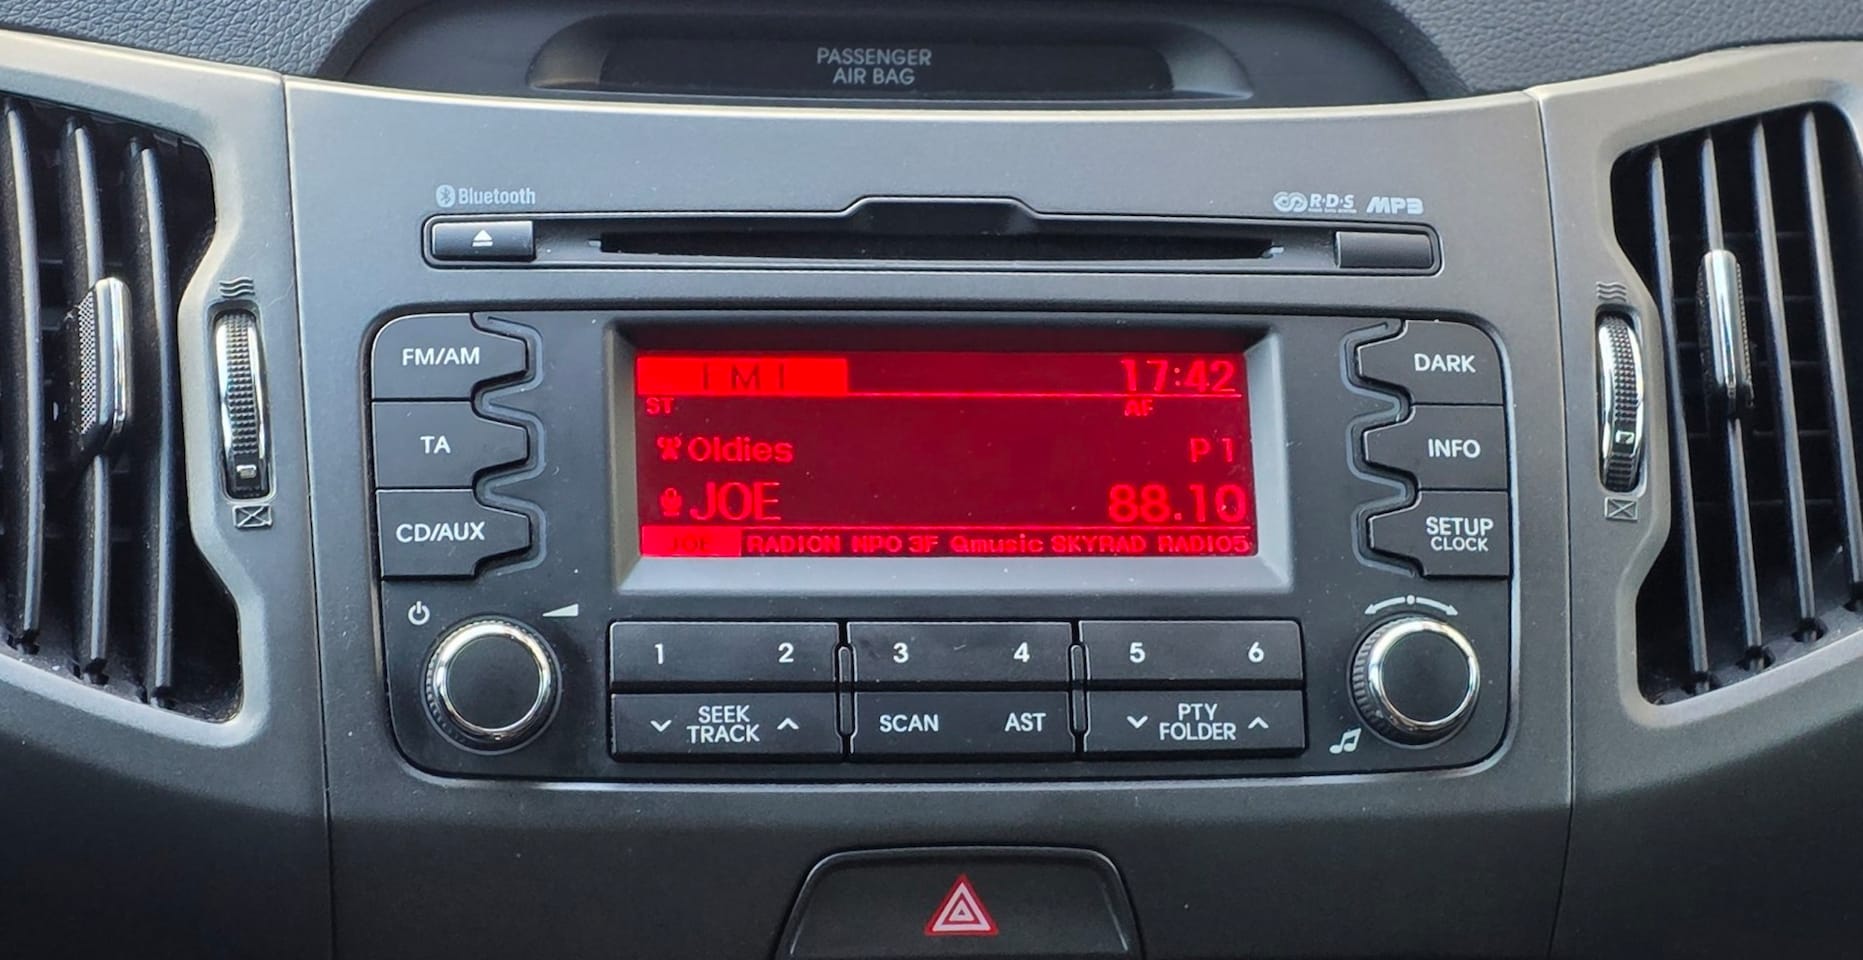 PASSENGER
AIR BAG
Bluetooth
R·D·S MP3
FM/AM
TA
CD/AUX
FM1 17:42
ST AF
Oldies P1
JOE 88.10
JOE RADION NPO 3F Qmusic SKYRAD RADIO5
DARK
INFO
SETUP
CLOCK
1 2 3 4 5 6
SEEK
TRACK
SCAN AST
PTY
FOLDER